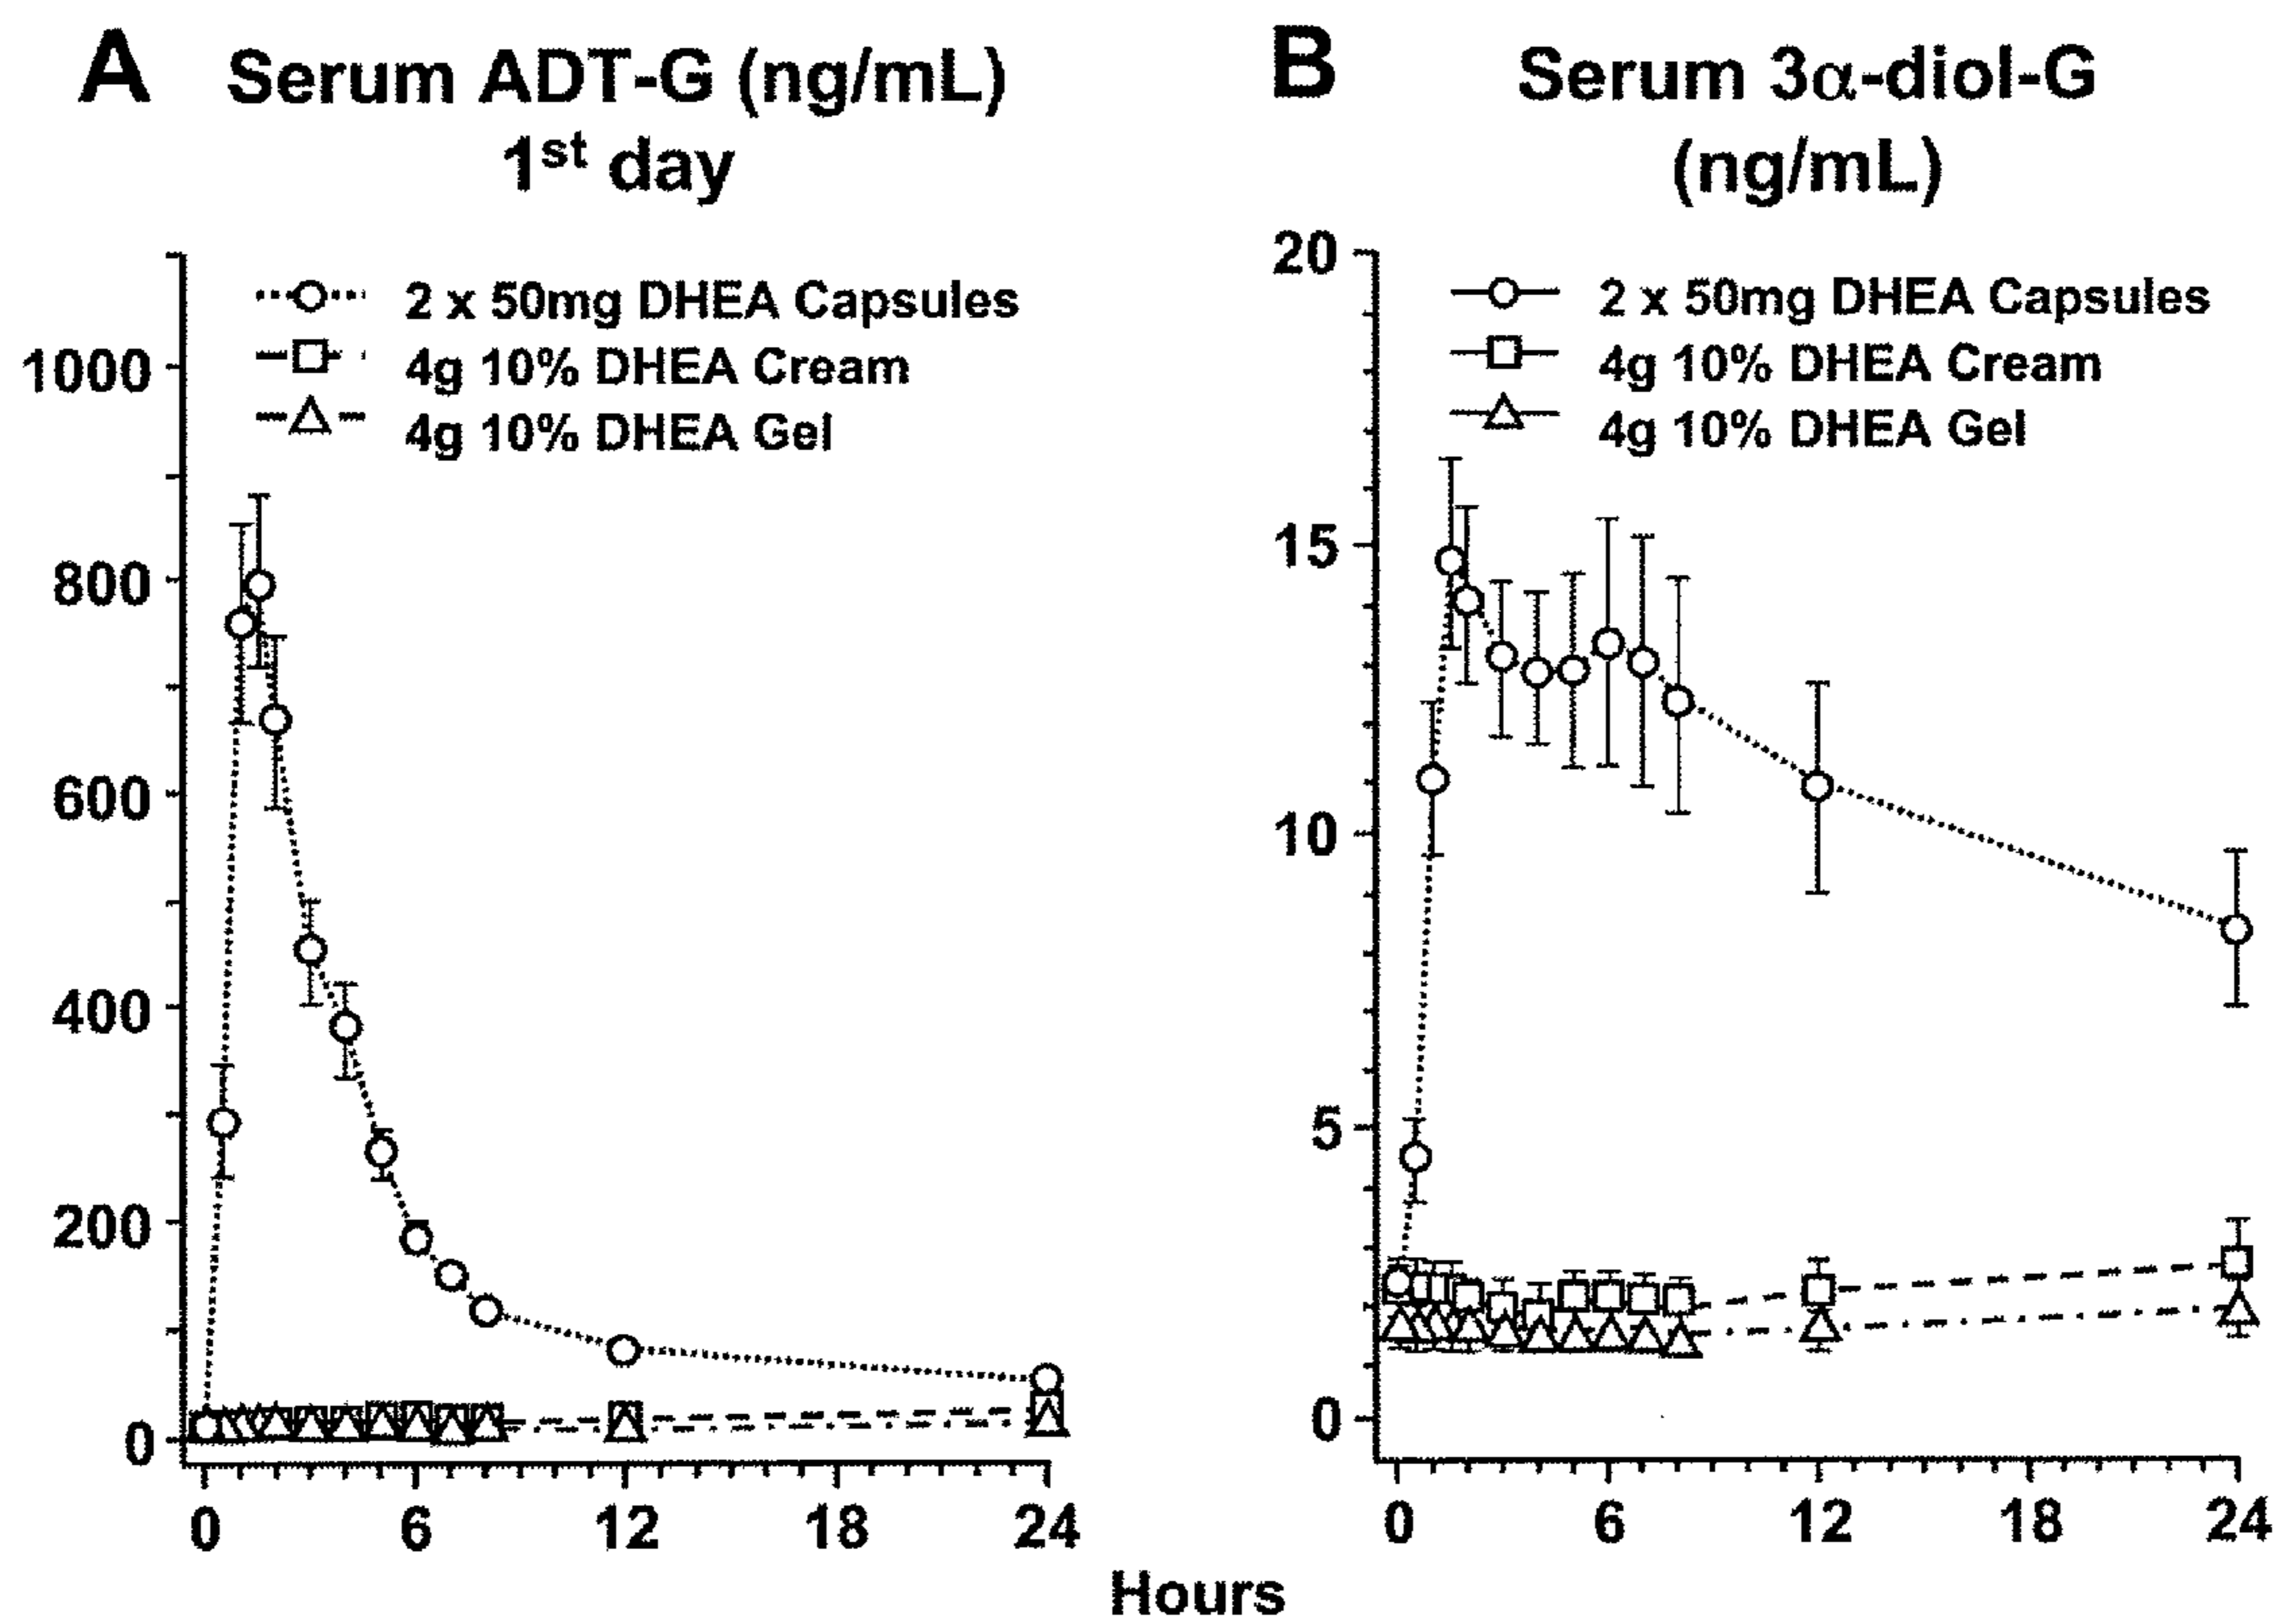 A Serum ADT-G (ng/mL)
1st day
2 x 50mg DHEA Capsules
4g 10% DHEA Cream
4g 10% DHEA Gel
1000
800
600
400
200
0
0 6 12 18 24
B Serum 3α-diol-G
(ng/mL)
2 x 50mg DHEA Capsules
4g 10% DHEA Cream
4g 10% DHEA Gel
20
15
10
5
0
0 6 12 18 24
Hours